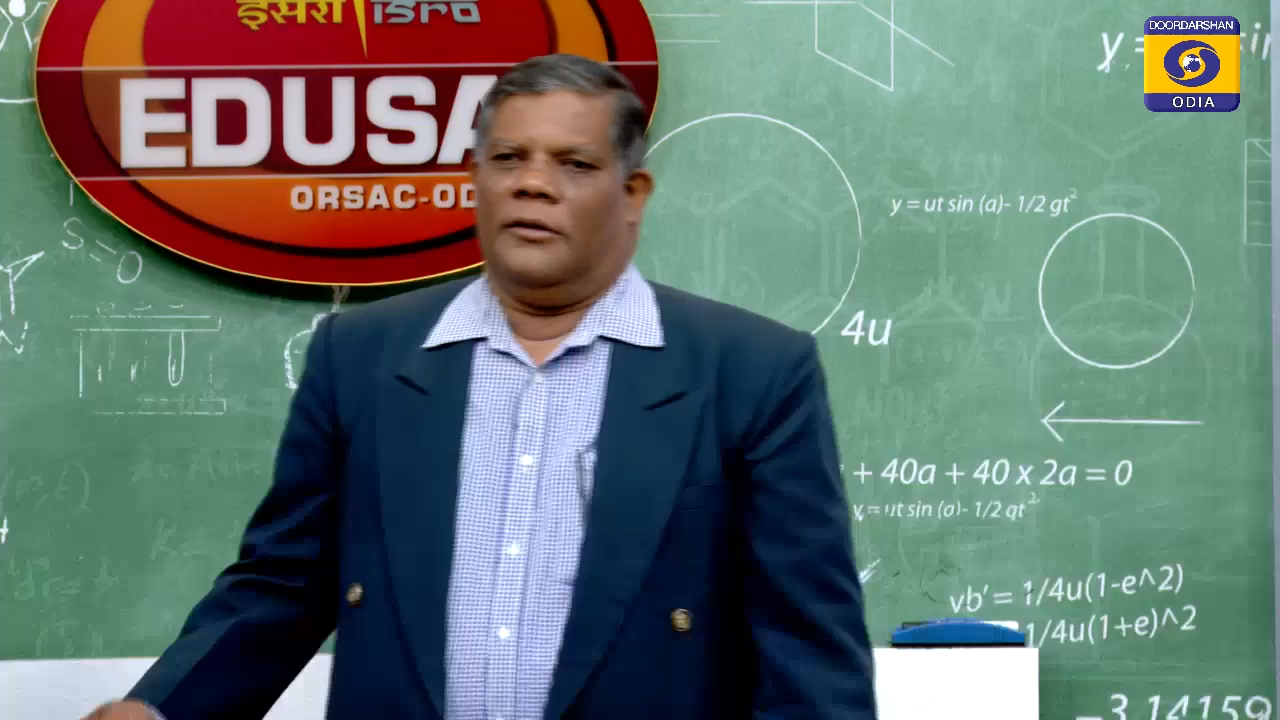 इसरो isro
EDUSA
ORSAC-OD
DOORDARSHAN
ODIA
y =
y = ut sin (a)- 1/2 gt²
4u
+ 40a + 40 x 2a = 0
y = ut sin (a)- 1/2 gt²
vb' = 1/4u(1-e^2)
1/4u(1+e)^2
3.14159